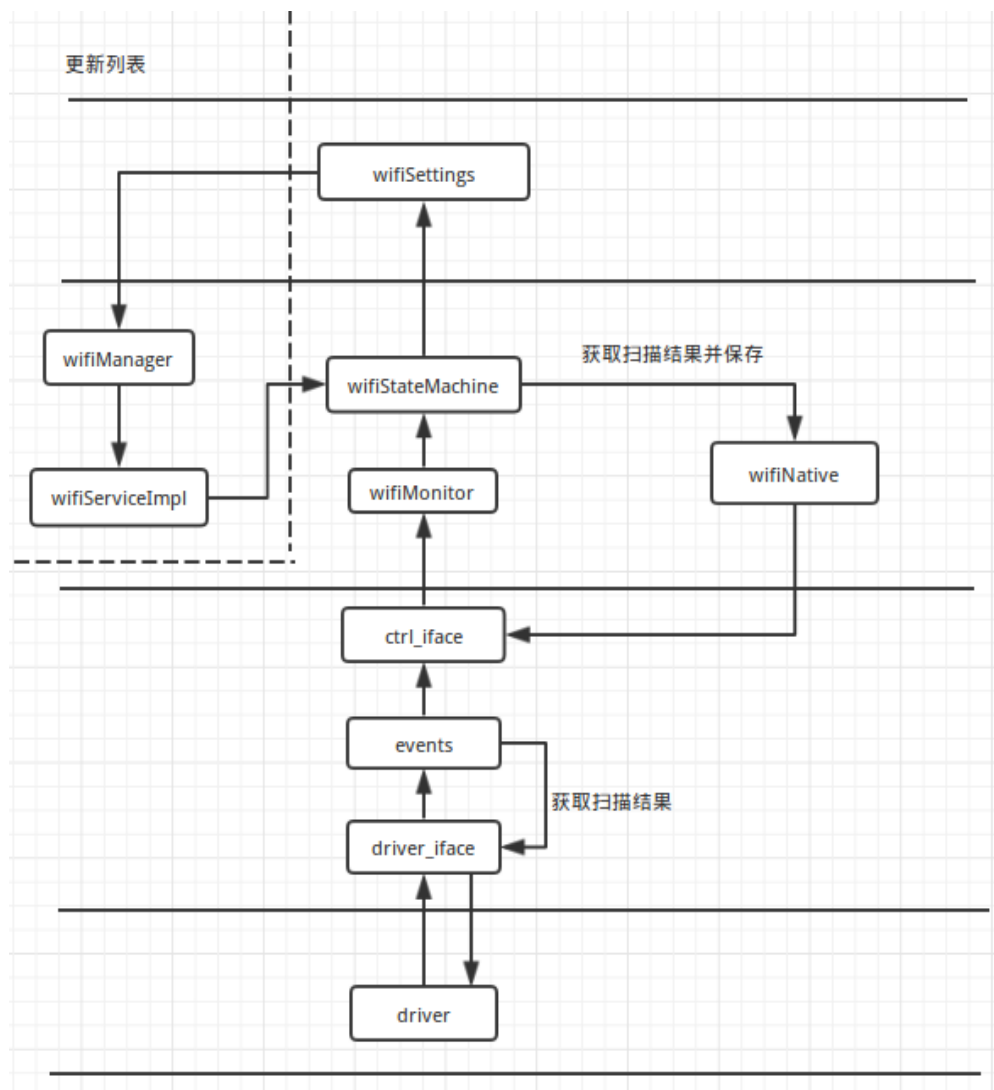 更新列表
wifiSettings
wifiManager
获取扫描结果并保存
wifiStateMachine
wifiNative
wifiServiceImpl
wifiMonitor
ctrl_iface
events
获取扫描结果
driver_iface
driver